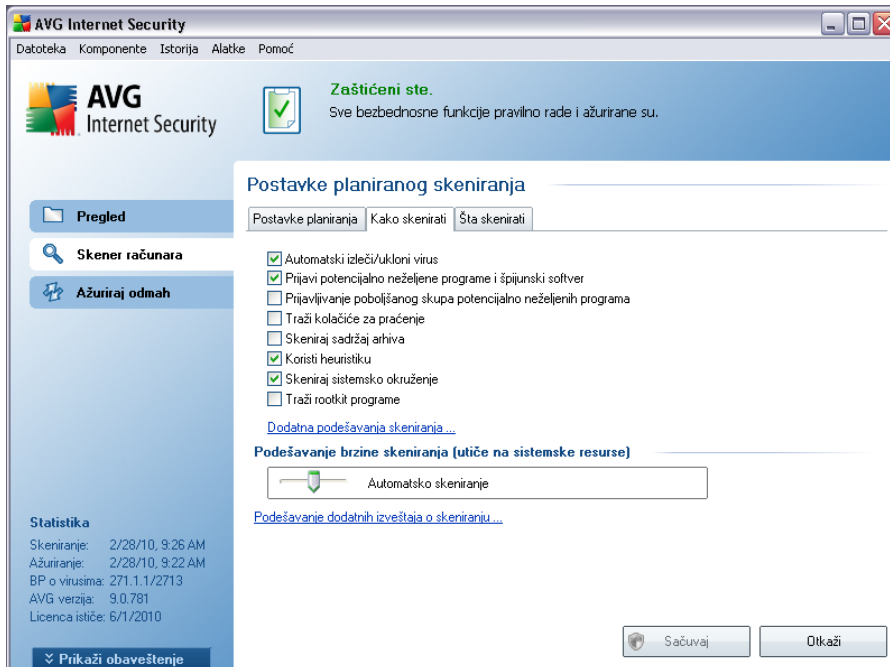 AVG Internet Security
Datoteka Komponente Istorija Alatke Pomoć
AVG
Internet Security
Zaštićeni ste.
Sve bezbednosne funkcije pravilno rade i ažurirane su.
Pregled
Skener računara
Ažuriraj odmah
Postavke planiranog skeniranja
Postavke planiranja Kako skenirati Šta skenirati
Automatski izleči/ukloni virus
Prijavi potencijalno neželjene programe i špijunski softver
Prijavljivanje poboljšanog skupa potencijalno neželjenih programa
Traži kolačiće za praćenje
Skeniraj sadržaj arhiva
Koristi heuristiku
Skeniraj sistemsko okruženje
Traži rootkit programe
Dodatna podešavanja skeniranja ...
Podešavanje brzine skeniranja (utiče na sistemske resurse)
Automatsko skeniranje
Podešavanje dodatnih izveštaja o skeniranju ...
Statistika
Skeniranje: 2/28/10, 9:26 AM
Ažuriranje: 2/28/10, 9:22 AM
BP o virusima: 271.1.1/2713
AVG verzija: 9.0.781
Licenca ističe: 6/1/2010
Prikaži obaveštenje
Sačuvaj
Otkaži